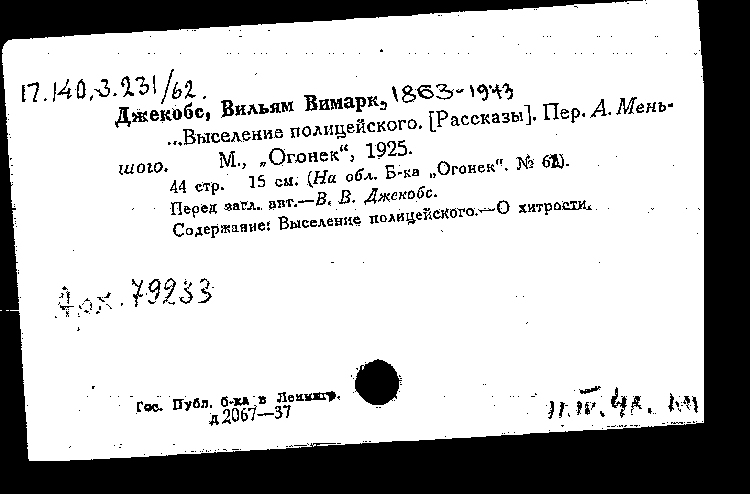 17.140.3.231/62.
Джекобс, Вильям Вимарк, 1863-1943
...Выселение полицейского. [Рассказы]. Пер. А. Мень-
шого. М., „Огонек“, 1925.
44 стр. 15 см. (На обл. Б-ка „Огонек“. № 62).
Перед загл. авт.—В. В. Джекобс.
Содержание: Выселение полицейского.—О хитрости.
Арх. 79233
Гос. Публ. б-ка в Ленингр.
д 2067—37